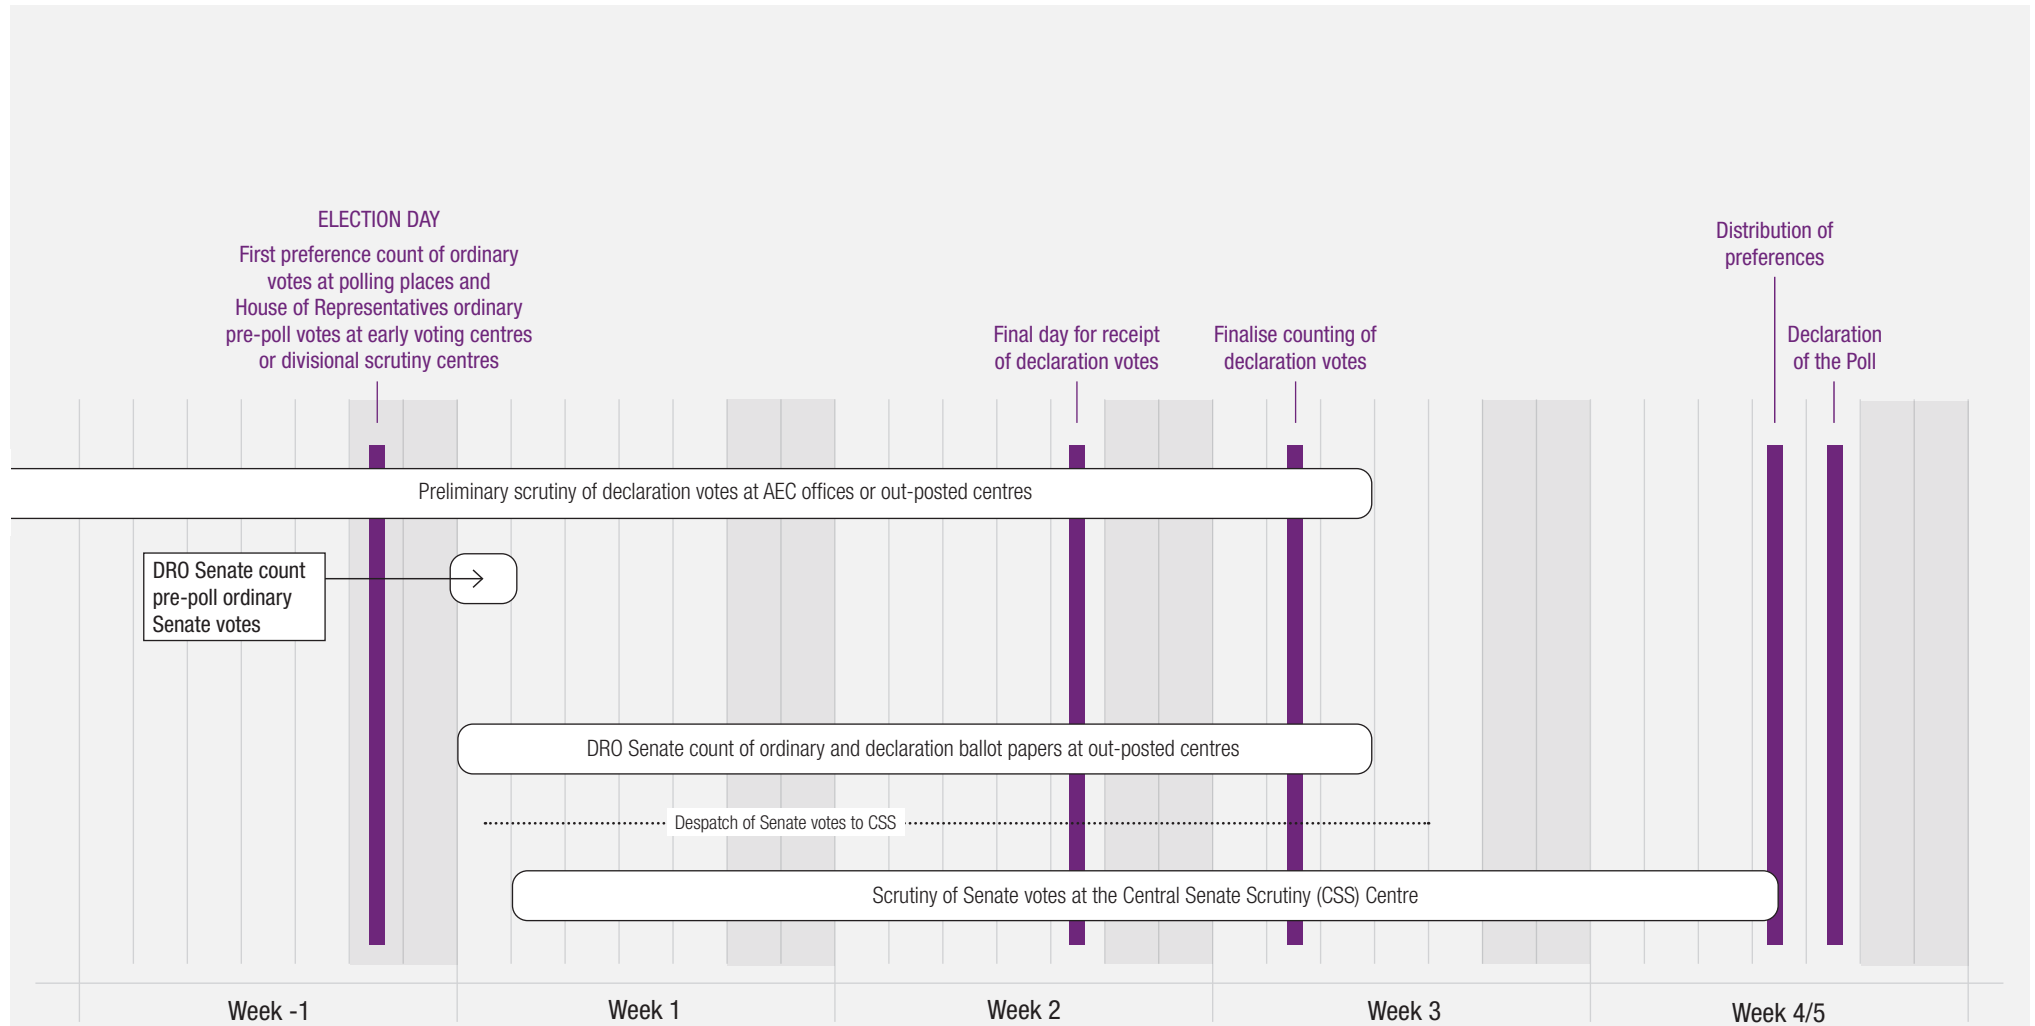 ELECTION DAY
First preference count of ordinary
votes at polling places and
House of Representatives ordinary
pre-poll votes at early voting centres
or divisional scrutiny centres
Final day for receipt
of declaration votes
Finalise counting of
declaration votes
Distribution of
preferences
Declaration
of the Poll
Preliminary scrutiny of declaration votes at AEC offices or out-posted centres
DRO Senate count
pre-poll ordinary
Senate votes
DRO Senate count of ordinary and declaration ballot papers at out-posted centres
Despatch of Senate votes to CSS
Scrutiny of Senate votes at the Central Senate Scrutiny (CSS) Centre
Week -1
Week 1
Week 2
Week 3
Week 4/5